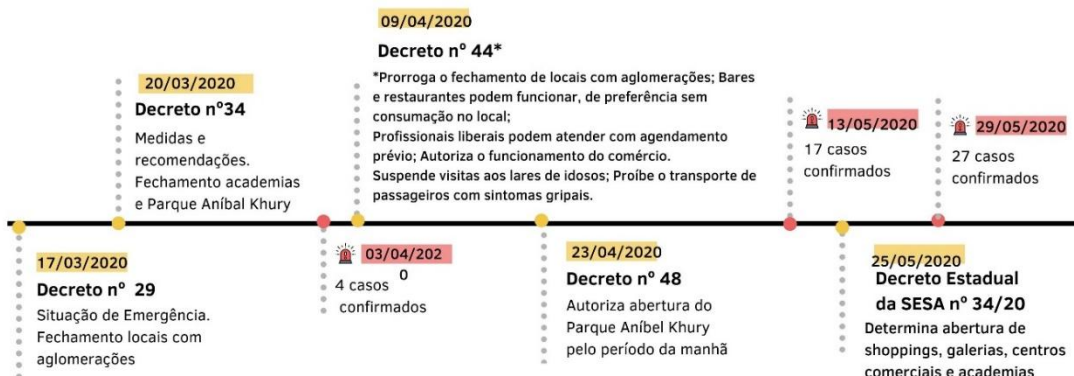 17/03/2020
Decreto nº 29
Situação de Emergência.
Fechamento locais com
aglomerações
20/03/2020
Decreto nº34
Medidas e
recomendações.
Fechamento academias
e Parque Aníbal Khury
03/04/202
0
4 casos
confirmados
09/04/2020
Decreto nº 44*
*Prorroga o fechamento de locais com aglomerações; Bares
e restaurantes podem funcionar, de preferência sem
consumação no local;
Profissionais liberais podem atender com agendamento
prévio; Autoriza o funcionamento do comércio.
Suspende visitas aos lares de idosos; Proíbe o transporte de
passageiros com sintomas gripais.
23/04/2020
Decreto nº 48
Autoriza abertura do
Parque Aníbel Khury
pelo período da manhã
13/05/2020
17 casos
confirmados
25/05/2020
Decreto Estadual
da SESA nº 34/20
Determina abertura de
shoppings, galerias, centros
comerciais e academias
29/05/2020
27 casos
confirmados